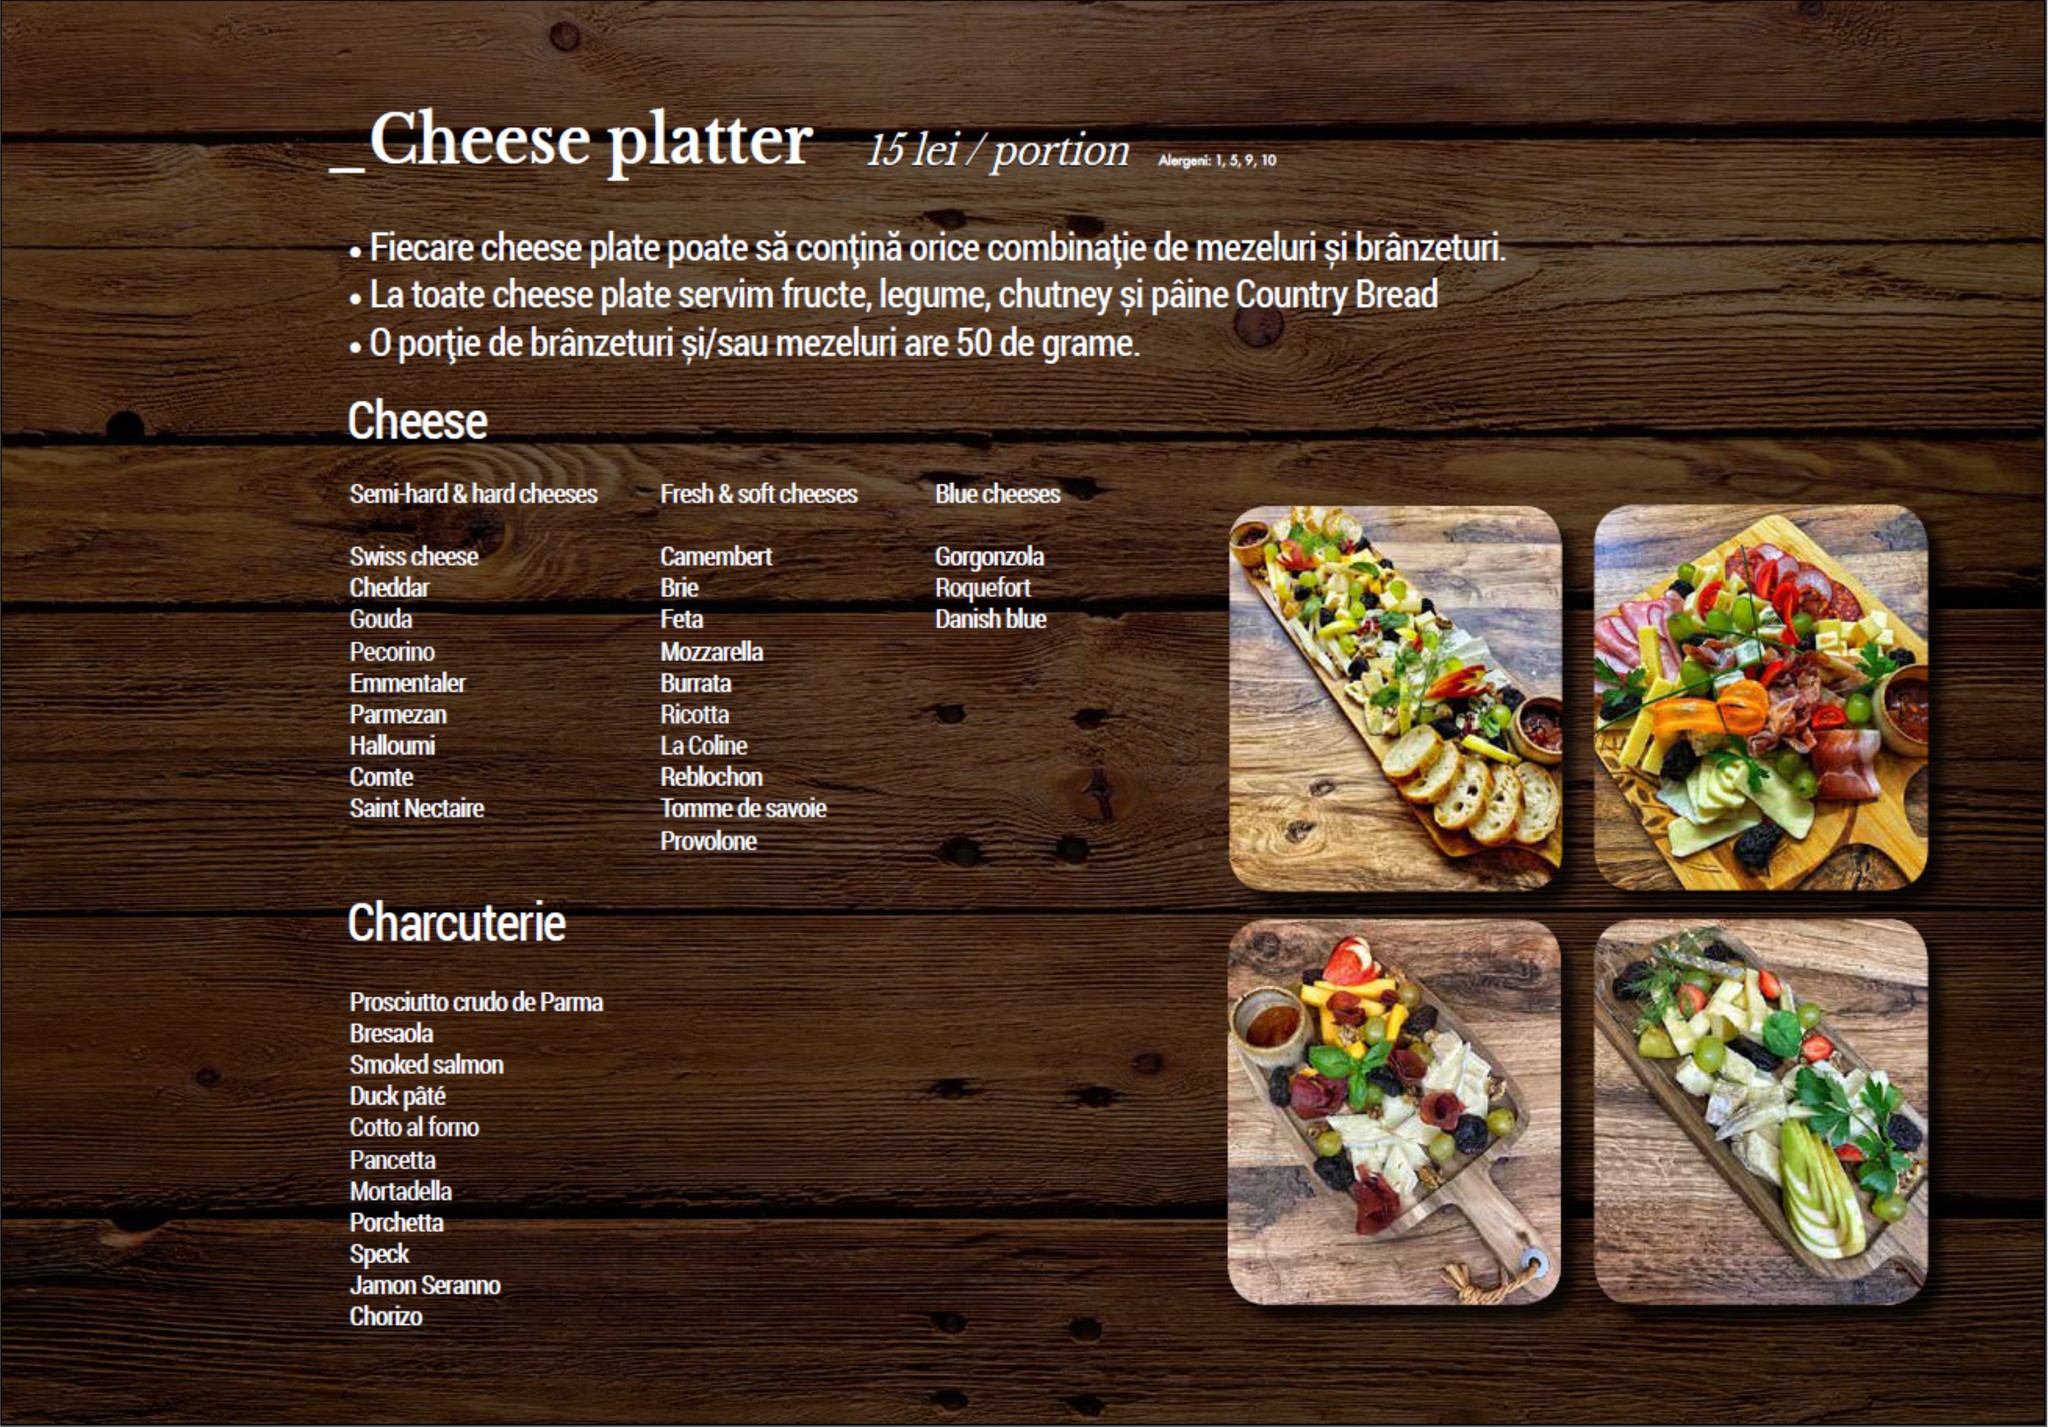 _Cheese platter 15 lei / portion Alergeni: 1, 5, 9, 10
• Fiecare cheese plate poate să conţină orice combinaţie de mezeluri și brânzeturi.
• La toate cheese plate servim fructe, legume, chutney și pâine Country Bread
• O porţie de brânzeturi și/sau mezeluri are 50 de grame.
Cheese
Semi-hard & hard cheeses
Swiss cheese
Cheddar
Gouda
Pecorino
Emmentaler
Parmezan
Halloumi
Comte
Saint Nectaire
Fresh & soft cheeses
Camembert
Brie
Feta
Mozzarella
Burrata
Ricotta
La Coline
Reblochon
Tomme de savoie
Provolone
Blue cheeses
Gorgonzola
Roquefort
Danish blue
Charcuterie
Prosciutto crudo de Parma
Bresaola
Smoked salmon
Duck pâté
Cotto al forno
Pancetta
Mortadella
Porchetta
Speck
Jamon Seranno
Chorizo